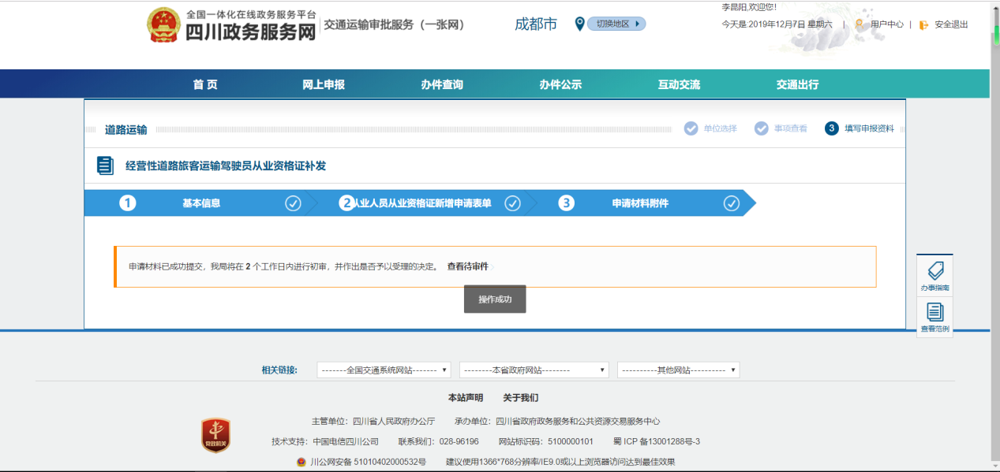 李昆阳,欢迎您!
全国一体化在线政务服务平台
四川政务服务网
交通运输审批服务（一张网）
成都市
切换地区
今天是 2019年12月7日 星期六 | 用户中心 | 安全退出
首 页 网上申报 办件查询 办件公示 互动交流 交通出行
道路运输
单位选择 事项查看 3 填写申报资料
经营性道路旅客运输驾驶员从业资格证补发
1 基本信息 2 从业人员从业资格证新增申请表单 3 申请材料附件
申请材料已成功提交，我局将在 2 个工作日内进行初审，并作出是否予以受理的决定。 查看待审件
操作成功
办事指南
查看范例
相关链接: -------全国交通系统网站------- --------本省政府网站-------- ----------其他网站----------
本站声明 关于我们
主管单位：四川省人民政府办公厅 承办单位：四川省政府政务服务和公共资源交易服务中心
技术支持：中国电信四川公司 联系我们：028-96196 网站标识码：5100000101 蜀 ICP 备13001288号-3
党政机关
川公网安备 51010402000532号 建议使用1366*768分辨率/IE9.0或以上浏览器访问达到最佳效果